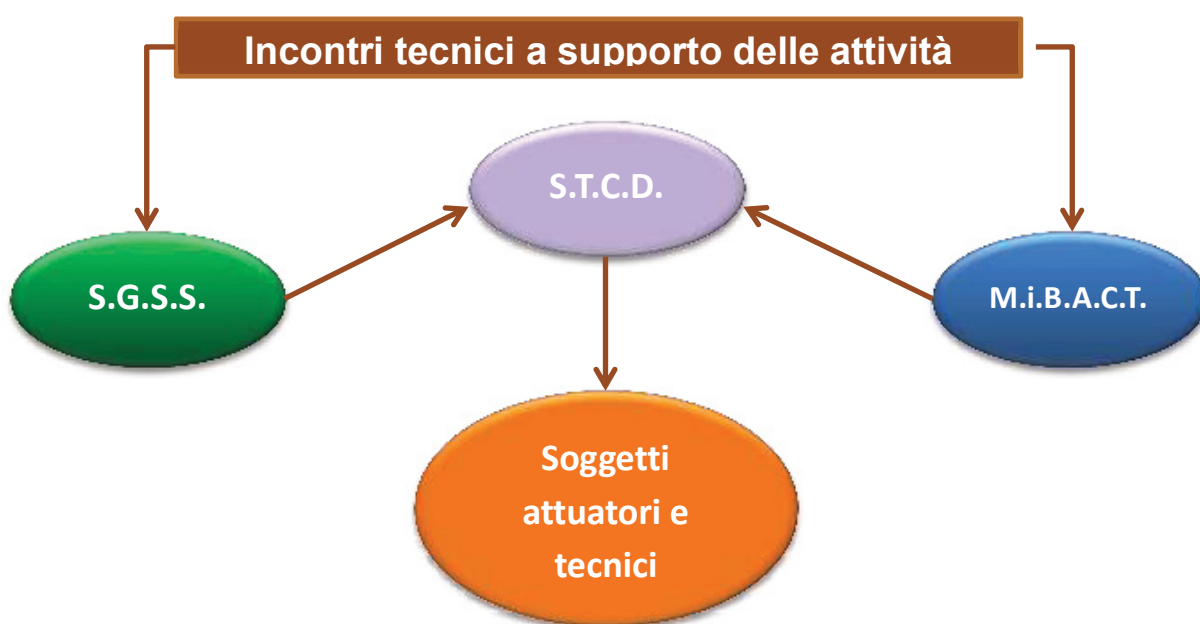 Incontri tecnici a supporto delle attività
S.T.C.D.
S.G.S.S.
M.i.B.A.C.T.
Soggetti
attuatori e
tecnici